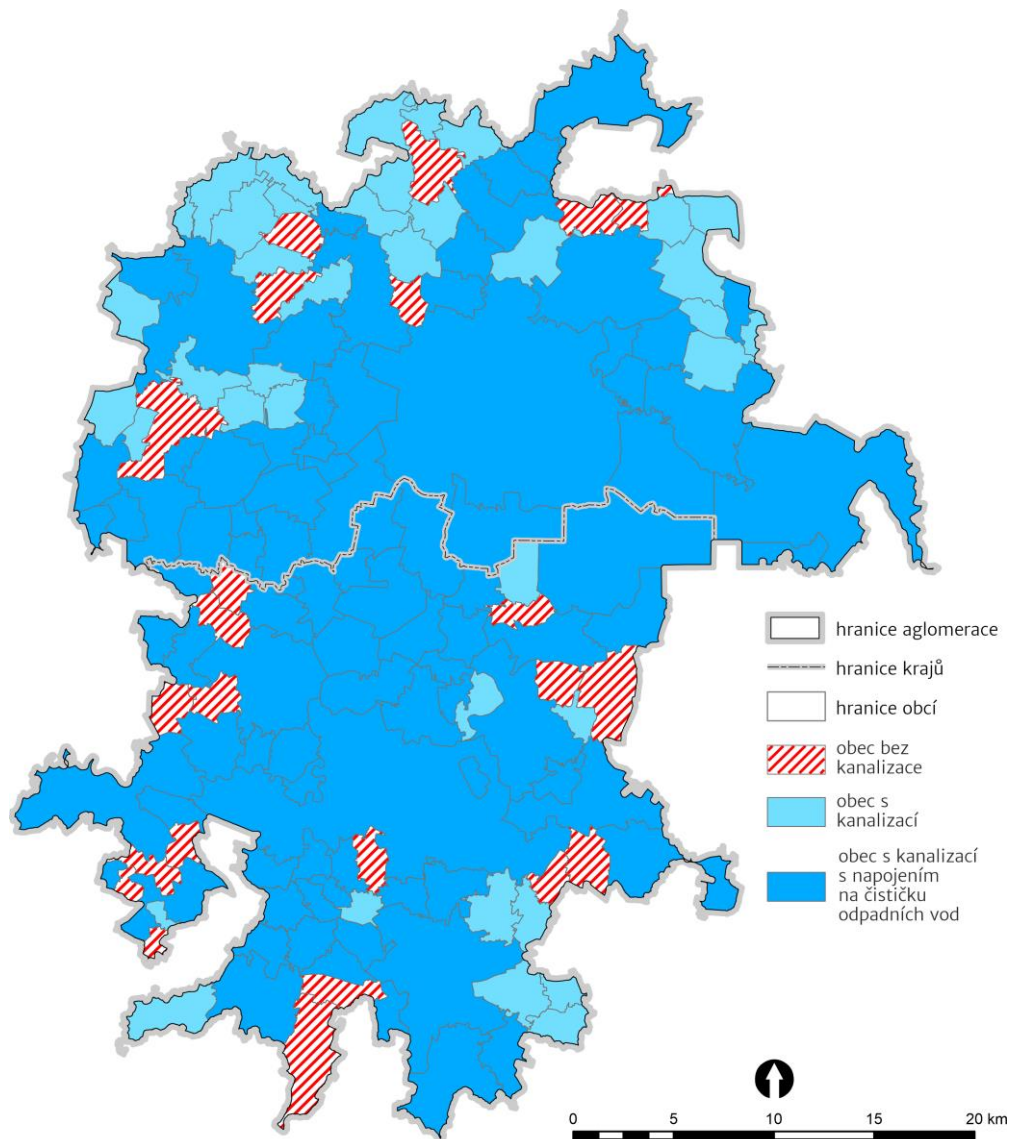 hranice aglomerace
hranice krajů
hranice obcí
obec bez
kanalizace
obec s
kanalizací
obec s kanalizací
s napojením
na čističku
odpadních vod
0 5 10 15 20 km